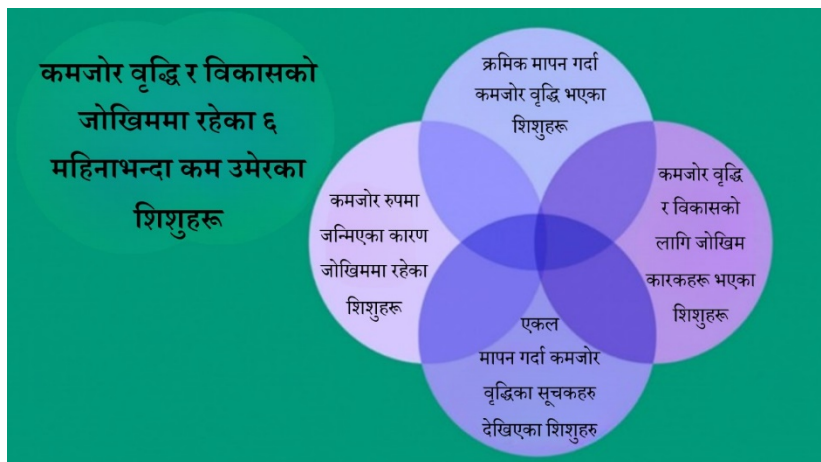 कमजोर वृद्धि र विकासको
जोखिममा रहेका ६
महिनाभन्दा कम उमेरका
शिशुहरू
क्रमिक मापन गर्दा
कमजोर वृद्धि भएका
शिशुहरू
कमजोर रुपमा
जन्मिएका कारण
जोखिममा रहेका
शिशुहरू
कमजोर वृद्धि
र विकासको
लागि जोखिम
कारकहरू भएका
शिशुहरू
एकल
मापन गर्दा कमजोर
वृद्धिका सूचकहरु
देखिएका शिशुहरु